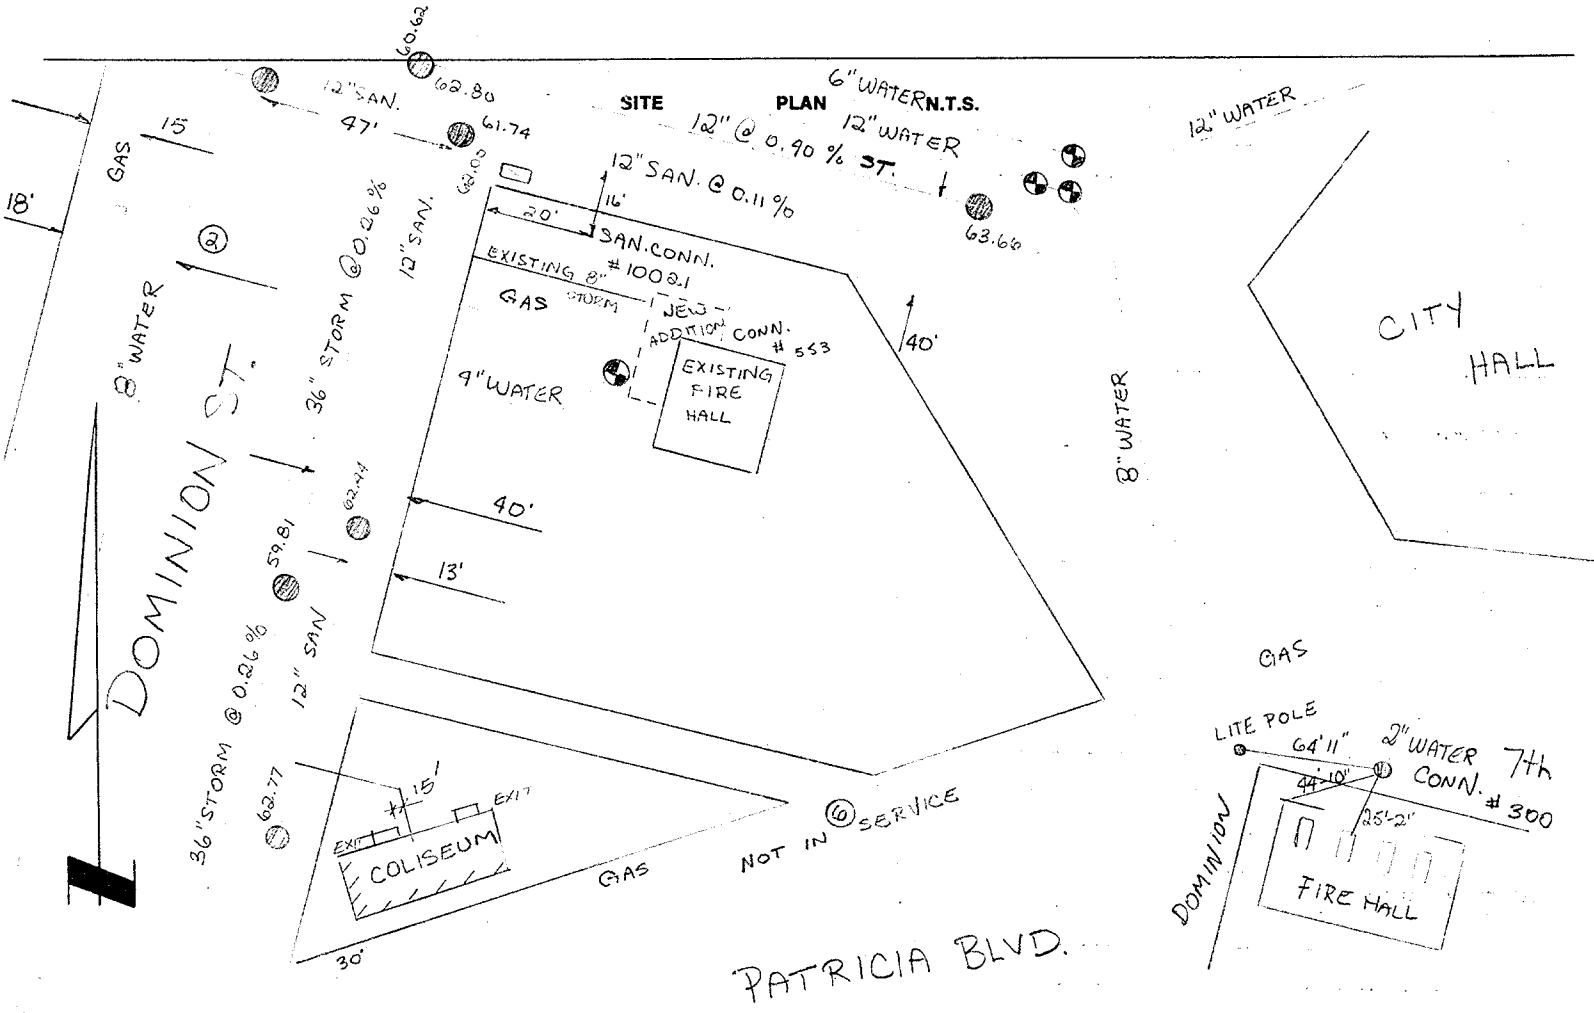 60.62
6" WATER
SITE PLAN N.T.S.
12" SAN.
62.80
12" WATER
12" WATER
47'
61.74
12" @ 0.40 % ST.
15
GAS
12" SAN. @ 0.11 %
18'
16'
20'
63.66
2
SAN. CONN.
# 10021
EXISTING 8"
STORM
GAS
8" WATER
36" STORM @ 0.26 %
12" SAN.
NEW
ADDITION
CONN.
# 553
40'
CITY
HALL
EXISTING
FIRE
HALL
4" WATER
8" WATER
DOMINION ST.
62.44
40'
59.81
13'
36" STORM @ 0.26 %
12" SAN
GAS
LITE POLE
64'11"
2" WATER
CONN.
# 300
7th
44'-10"
25'-2"
62.77
15'
EXIT
EXIT
COLISEUM
6
NOT IN SERVICE
GAS
DOMINION
FIRE HALL
30'
PATRICIA BLVD.